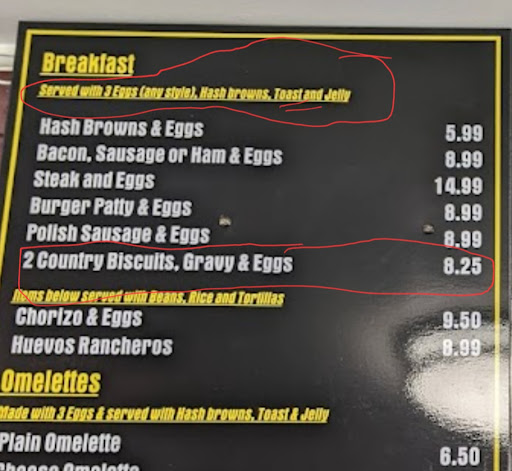 Breakfast
Served with 3 Eggs (any style), Hash browns, Toast and Jelly
Hash Browns & Eggs 5.99
Bacon, Sausage or Ham & Eggs 8.99
Steak and Eggs 14.99
Burger Patty & Eggs 8.99
Polish Sausage & Eggs 8.99
2 Country Biscuits, Gravy & Eggs 8.25
Items below served with Beans, Rice and Tortillas
Chorizo & Eggs 9.50
Huevos Rancheros 8.99
Omelettes
Made with 3 Eggs & served with Hash browns, Toast & Jelly
Plain Omelette 6.50
Cheese Omelette